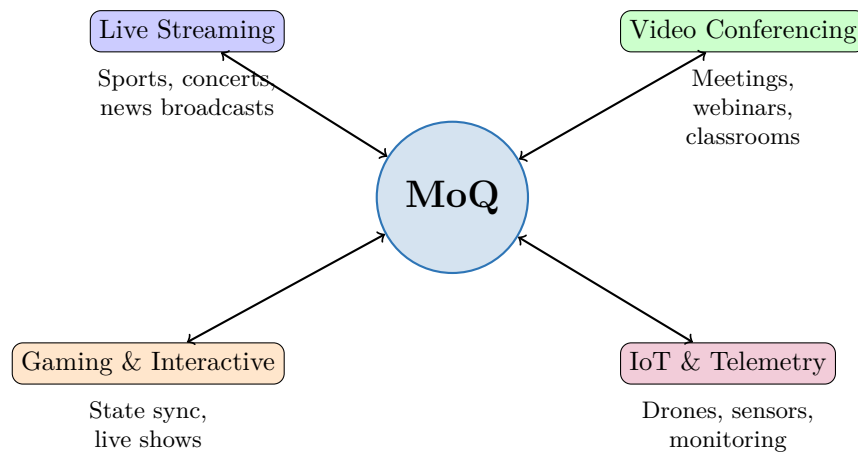 Live Streaming
Sports, concerts,
news broadcasts
Video Conferencing
Meetings,
webinars,
classrooms
MoQ
Gaming & Interactive
State sync,
live shows
IoT & Telemetry
Drones, sensors,
monitoring